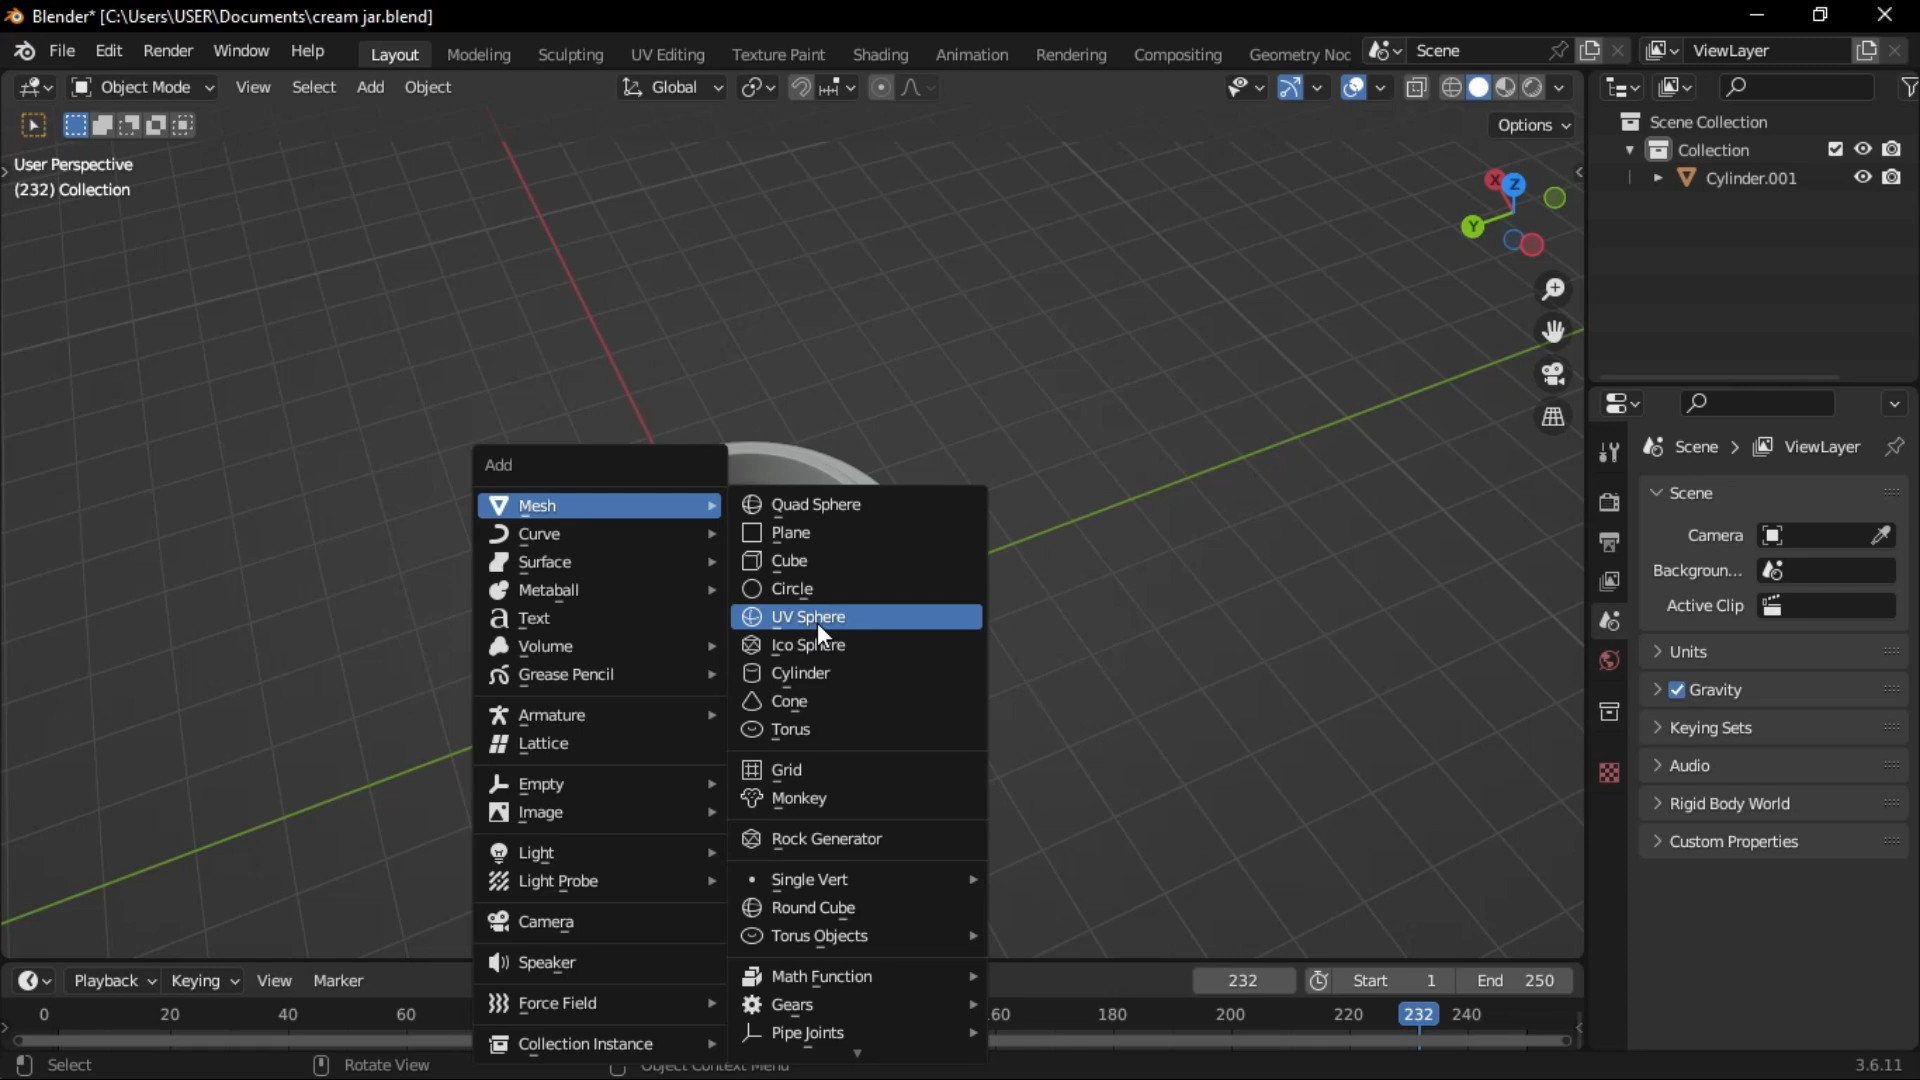 Blender* [C:\Users\USER\Documents\cream jar.blend]
File Edit Render Window Help Layout Modeling Sculpting UV Editing Texture Paint Shading Animation Rendering Compositing Geometry Noc Scene ViewLayer
Object Mode View Select Add Object Global
Options
User Perspective
(232) Collection
X Z
Y
Scene Collection
Collection
Cylinder.001
Scene > ViewLayer
Scene
Camera
Backgroun...
Active Clip
Units
Gravity
Keying Sets
Audio
Rigid Body World
Custom Properties
Add
Mesh
Curve
Surface
Metaball
Text
Volume
Grease Pencil
Armature
Lattice
Empty
Image
Light
Light Probe
Camera
Speaker
Force Field
Collection Instance
Quad Sphere
Plane
Cube
Circle
UV Sphere
Ico Sphere
Cylinder
Cone
Torus
Grid
Monkey
Rock Generator
Single Vert
Round Cube
Torus Objects
Math Function
Gears
Pipe Joints
Playback Keying View Marker 232 Start 1 End 250
0 20 40 60 180 200 220 232 240
Select Rotate View Object Context Menu 3.6.11